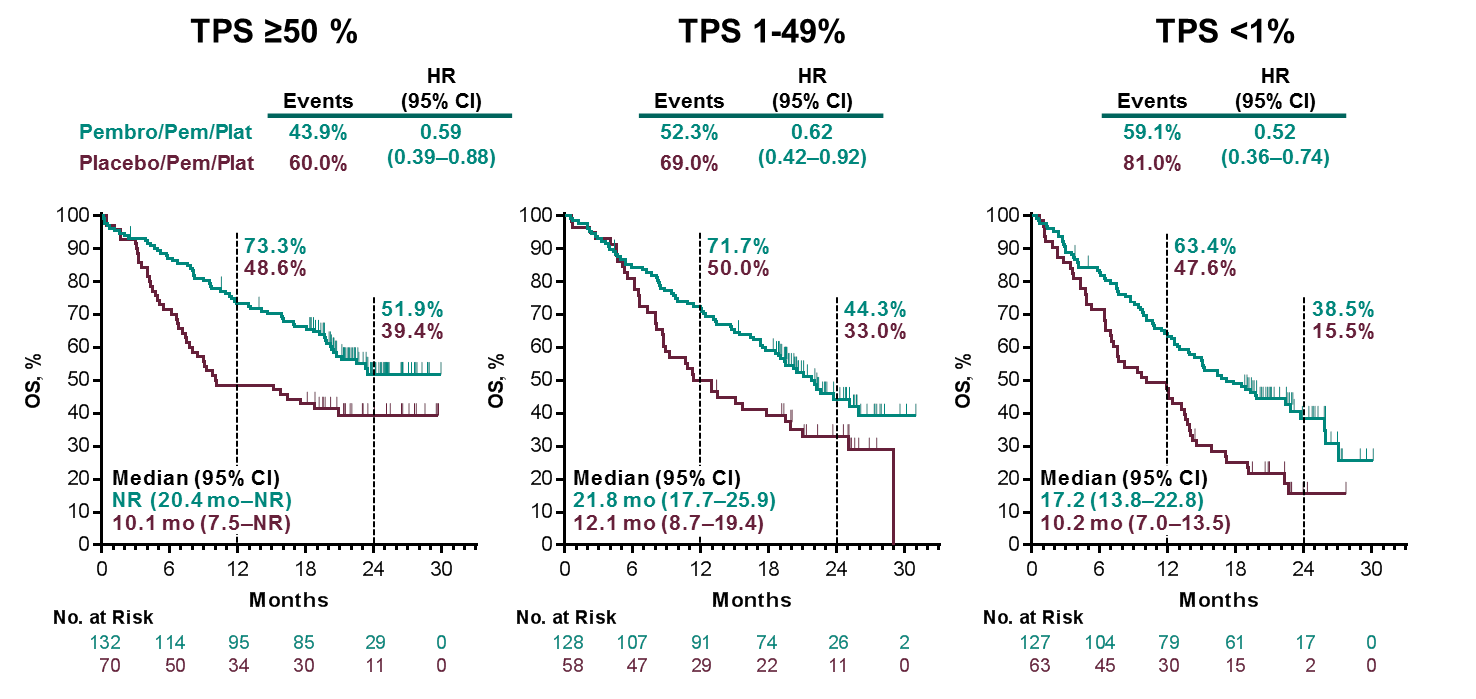 TPS ≥50 %
HR
Events (95% CI)
Pembro/Pem/Plat 43.9% 0.59
(0.39–0.88)
Placebo/Pem/Plat 60.0%
100
90
80
70
60
50
40
30
20
10
0
OS, %
73.3%
48.6%
51.9%
39.4%
Median (95% CI)
NR (20.4 mo–NR)
10.1 mo (7.5–NR)
0 6 12 18 24 30
Months
No. at Risk
132 114 95 85 29 0
70 50 34 30 11 0
TPS 1-49%
HR
Events (95% CI)
52.3% 0.62
(0.42–0.92)
69.0%
100
90
80
70
60
50
40
30
20
10
0
OS, %
71.7%
50.0%
44.3%
33.0%
Median (95% CI)
21.8 mo (17.7–25.9)
12.1 mo (8.7–19.4)
0 6 12 18 24 30
Months
No. at Risk
128 107 91 74 26 2
58 47 29 22 11 0
TPS <1%
HR
Events (95% CI)
59.1% 0.52
(0.36–0.74)
81.0%
100
90
80
70
60
50
40
30
20
10
0
OS, %
63.4%
47.6%
38.5%
15.5%
Median (95% CI)
17.2 (13.8–22.8)
10.2 mo (7.0–13.5)
0 6 12 18 24 30
Months
No. at Risk
127 104 79 61 17 0
63 45 30 15 2 0